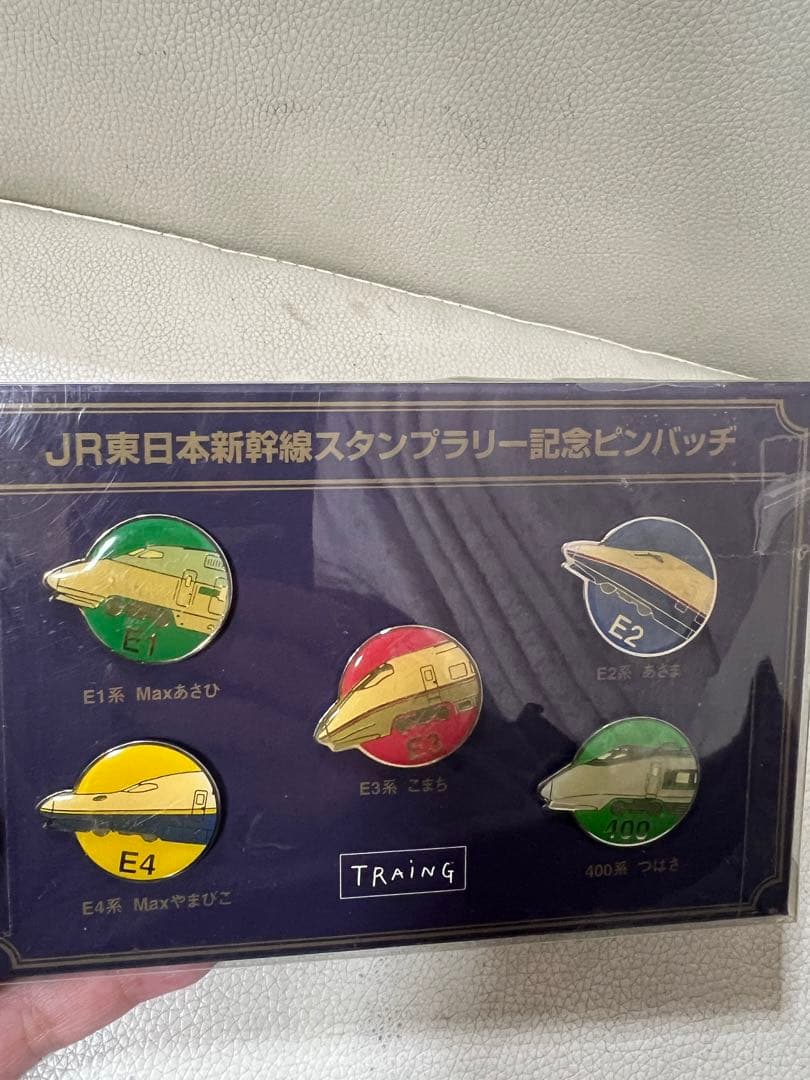 JR東日本新幹線スタンプラリー記念ピンバッヂ
E1
E1系 Maxあさひ
E2
E2系 あさま
E3
E3系 こまち
E4
E4系 Maxやまびこ
400
400系 つばさ
TRAiNG